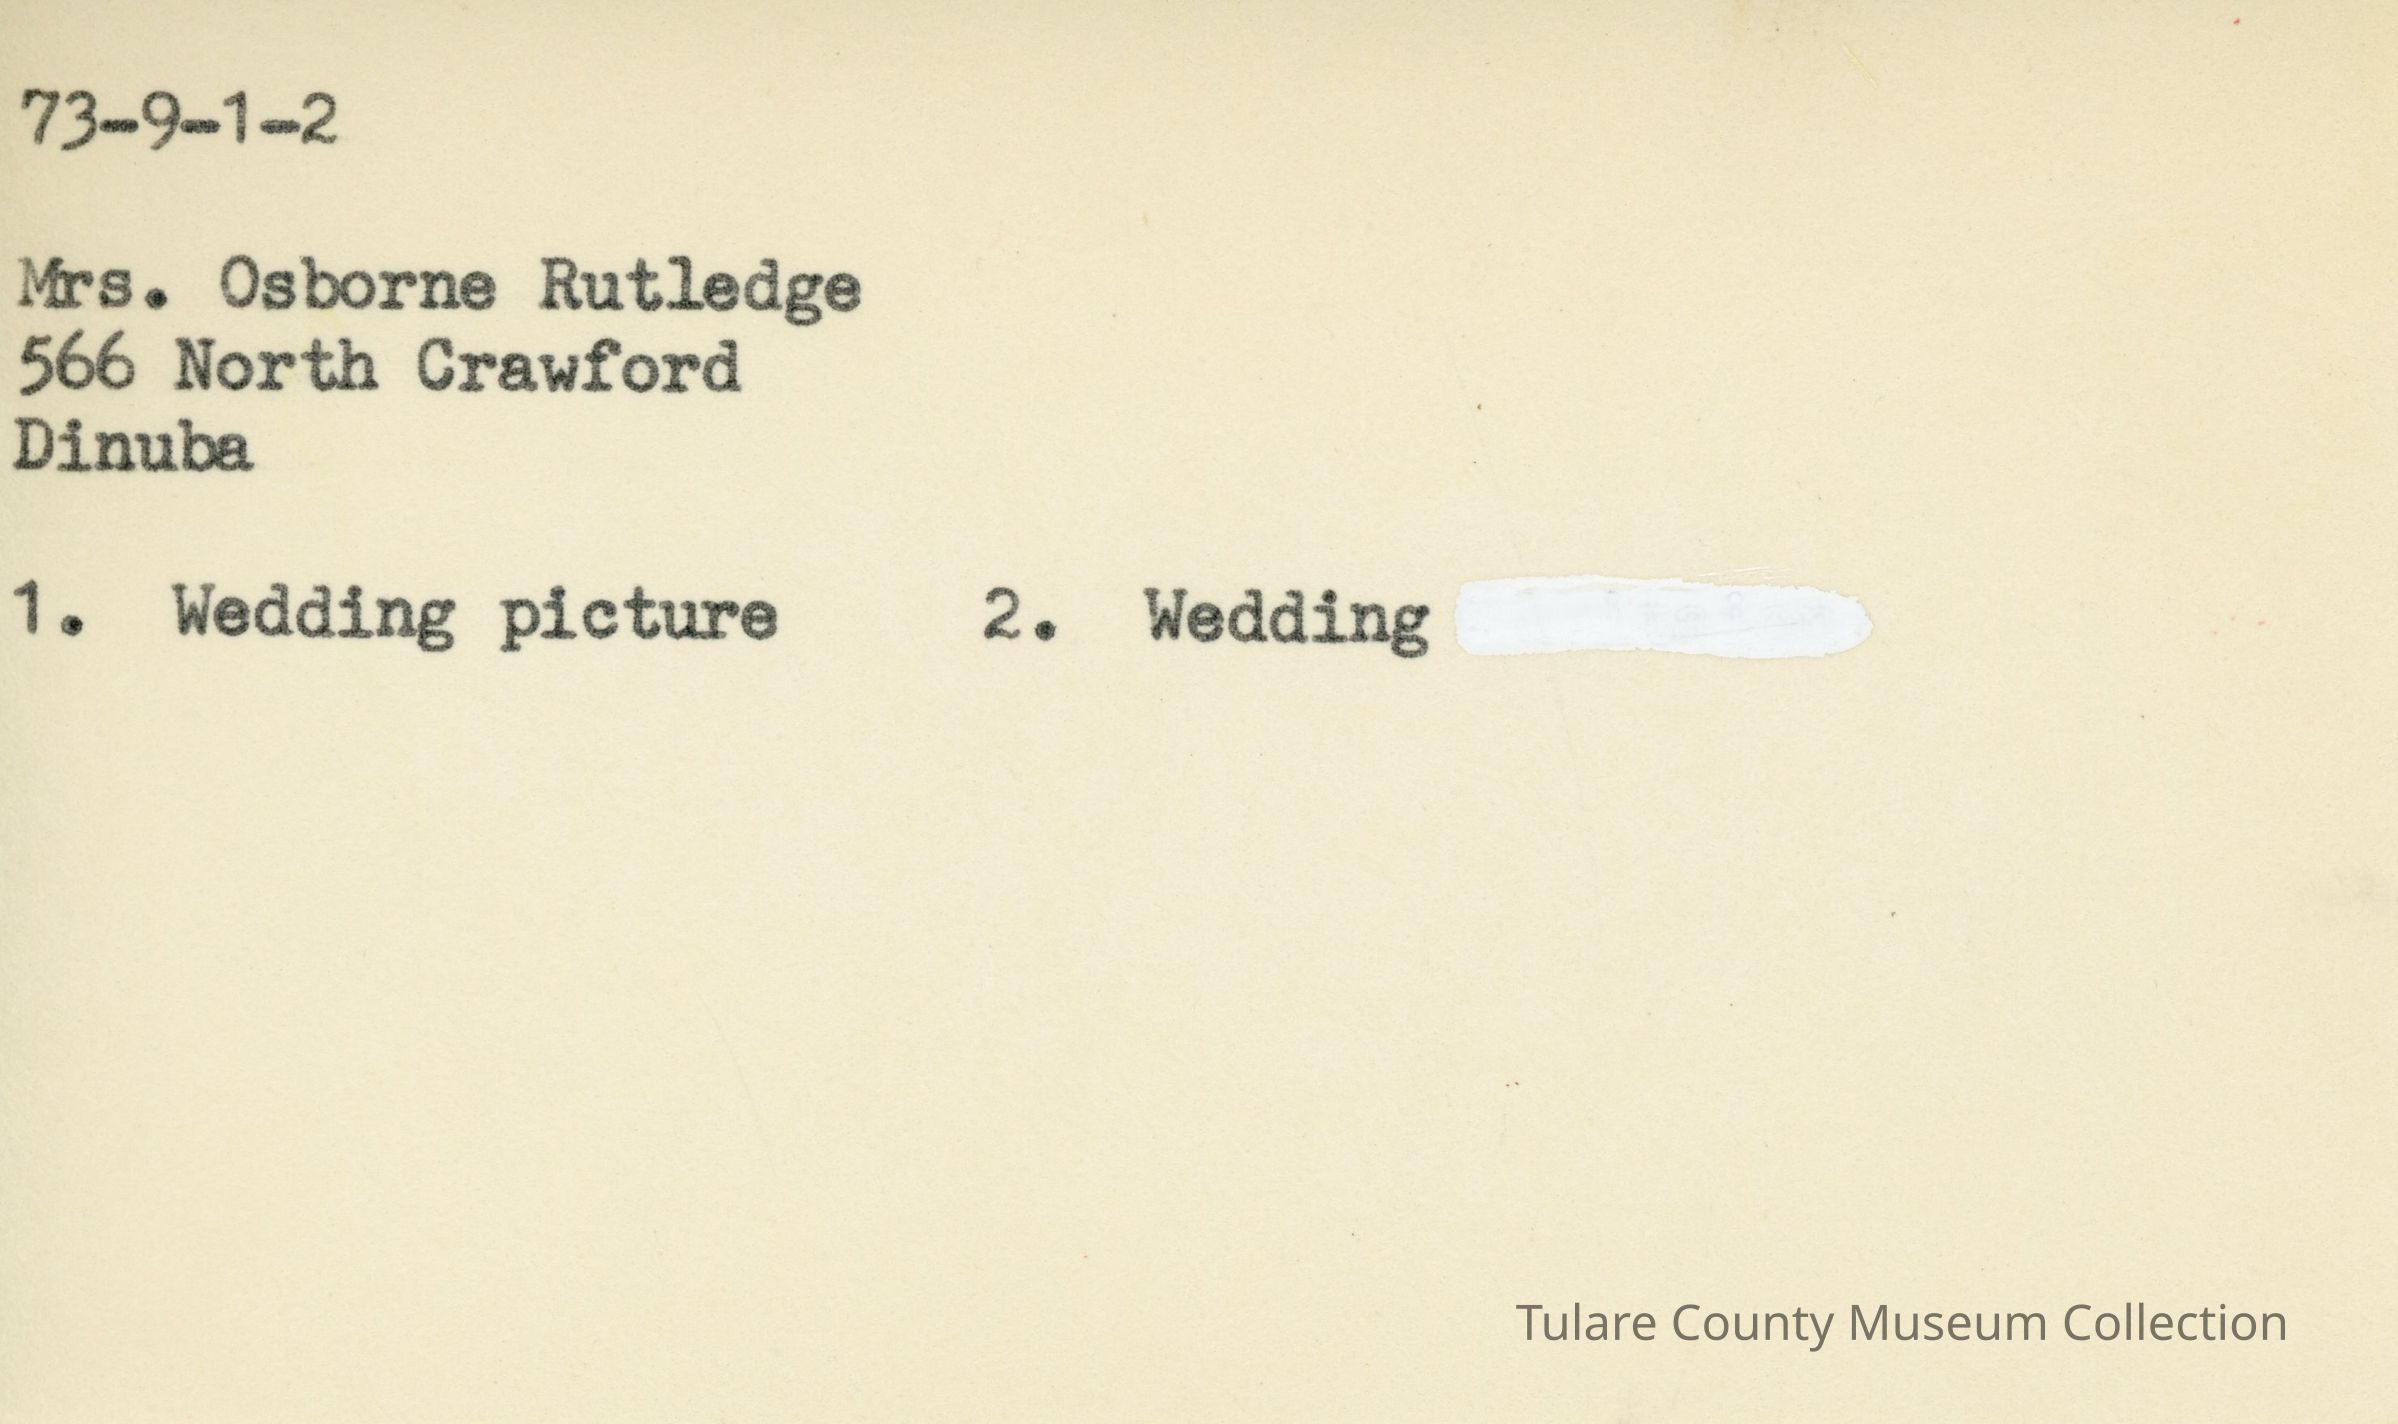 73-9-1-2
Mrs. Osborne Rutledge
566 North Crawford
Dinuba
1. Wedding picture 2. Wedding
Tulare County Museum Collection